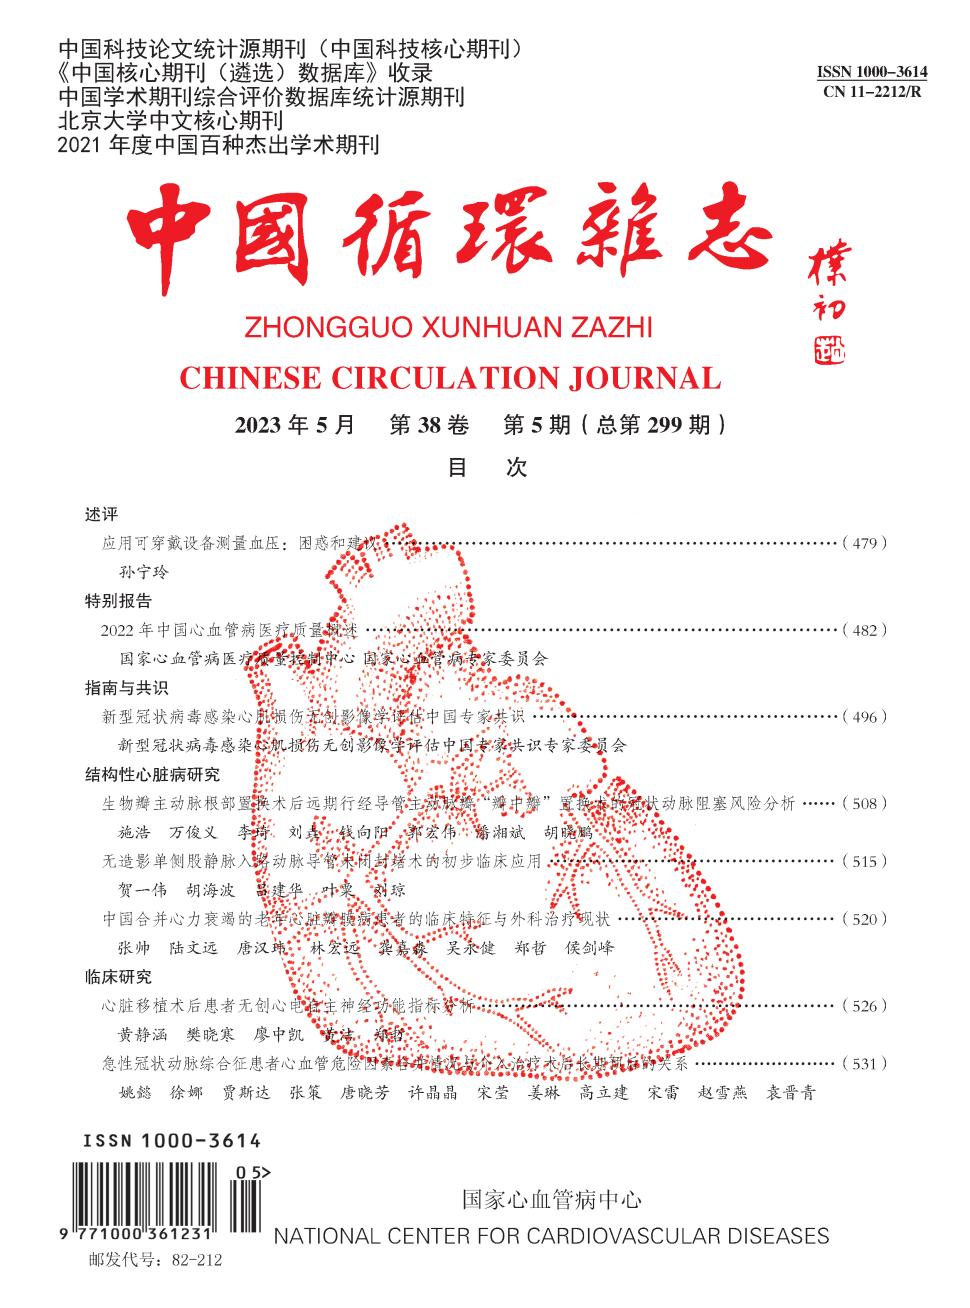 中国科技论文统计源期刊（中国科技核心期刊）
《中国核心期刊（遴选）数据库》收录
中国学术期刊综合评价数据库统计源期刊
北京大学中文核心期刊
2021 年度中国百种杰出学术期刊
ISSN 1000-3614
CN 11-2212/R
中國循環雜志
樸初
ZHONGGUO XUNHUAN ZAZHI
CHINESE CIRCULATION JOURNAL
2023 年 5 月 第 38 卷 第 5 期（总第 299 期）
目 次
述评
应用可穿戴设备测量血压：困惑和建议……（479）
孙宁玲
特别报告
2022 年中国心血管病医疗质量概述……（482）
国家心血管病医疗质量控制中心 国家心血管病专家委员会
指南与共识
新型冠状病毒感染心肌损伤无创影像学评估中国专家共识……（496）
新型冠状病毒感染心肌损伤无创影像学评估中国专家共识专家委员会
结构性心脏病研究
生物瓣主动脉根部置换术后远期行经导管主动脉瓣“瓣中瓣”置换术的冠状动脉阻塞风险分析……（508）
施浩 万俊义 李琦 刘垚 钱向阳 郭宏伟 潘湘斌 胡晓鹏
无造影单侧股静脉入路动脉导管未闭封堵术的初步临床应用……（515）
贺一伟 胡海波 吕建华 叶粟 刘琼
中国合并心力衰竭的老年心脏瓣膜病患者的临床特征与外科治疗现状……（520）
张帅 陆文远 唐汉玮 林宏远 龚嘉淼 吴永健 郑哲 侯剑峰
临床研究
心脏移植术后患者无创心电自主神经功能指标分析……（526）
黄静涵 樊晓寒 廖中凯 黄洁 郑哲
急性冠状动脉综合征患者心血管危险因素合并情况与介入治疗术后长期预后的关系……（531）
姚懿 徐娜 贾斯达 张策 唐晓芳 许晶晶 宋莹 姜琳 高立建 宋雷 赵雪燕 袁晋青
ISSN 1000-3614
05>
9 771000 361231
邮发代号：82-212
国家心血管病中心
NATIONAL CENTER FOR CARDIOVASCULAR DISEASES